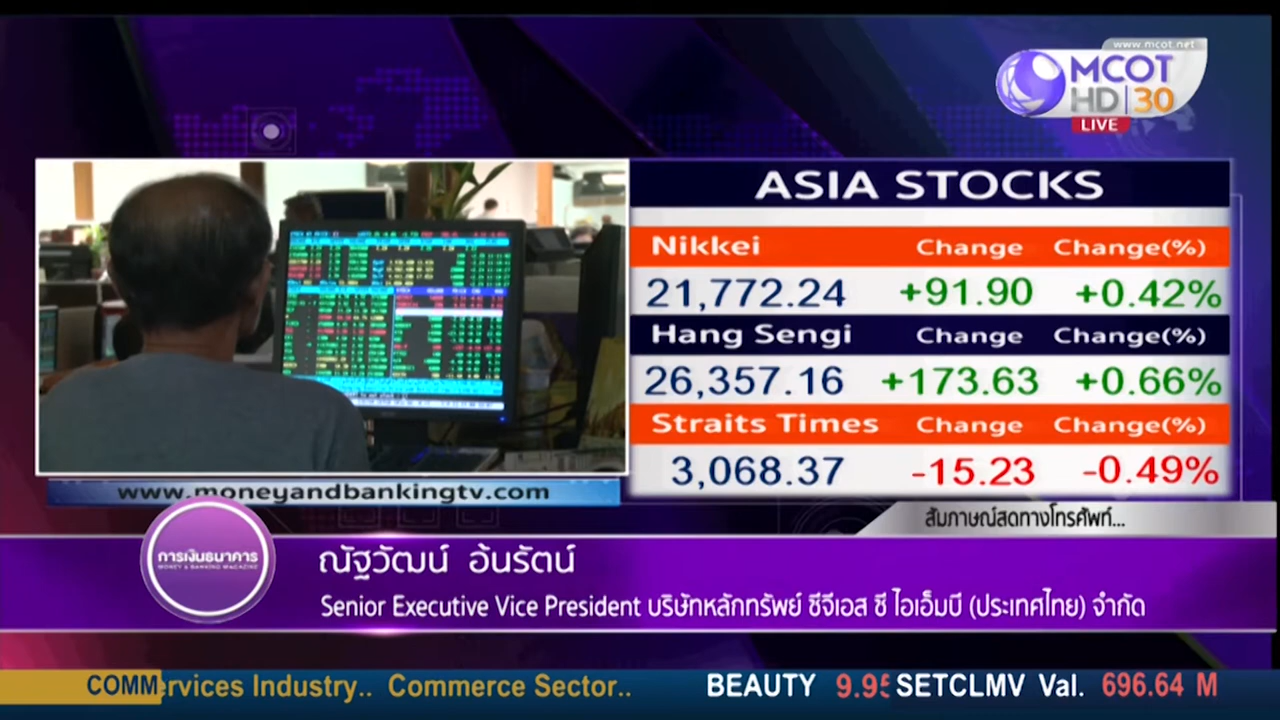 www.mcot.net
MCOT
HD 30
LIVE
ASIA STOCKS
Nikkei Change Change(%)
21,772.24 +91.90 +0.42%
Hang Sengi Change Change(%)
26,357.16 +173.63 +0.66%
Straits Times Change Change(%)
3,068.37 -15.23 -0.49%
www.moneyandbankingtv.com
สัมภาษณ์สดทางโทรศัพท์...
การเงินธนาคาร
MONEY & BANKING MAGAZINE
ณัฐวัฒน์ อ้นรัตน์
Senior Executive Vice President บริษัทหลักทรัพย์ ซีจีเอส ซี ไอเอ็มบี (ประเทศไทย) จำกัด
COMM ervices Industry.. Commerce Sector.. BEAUTY 9.95 SETCLMV Val. 696.64 M